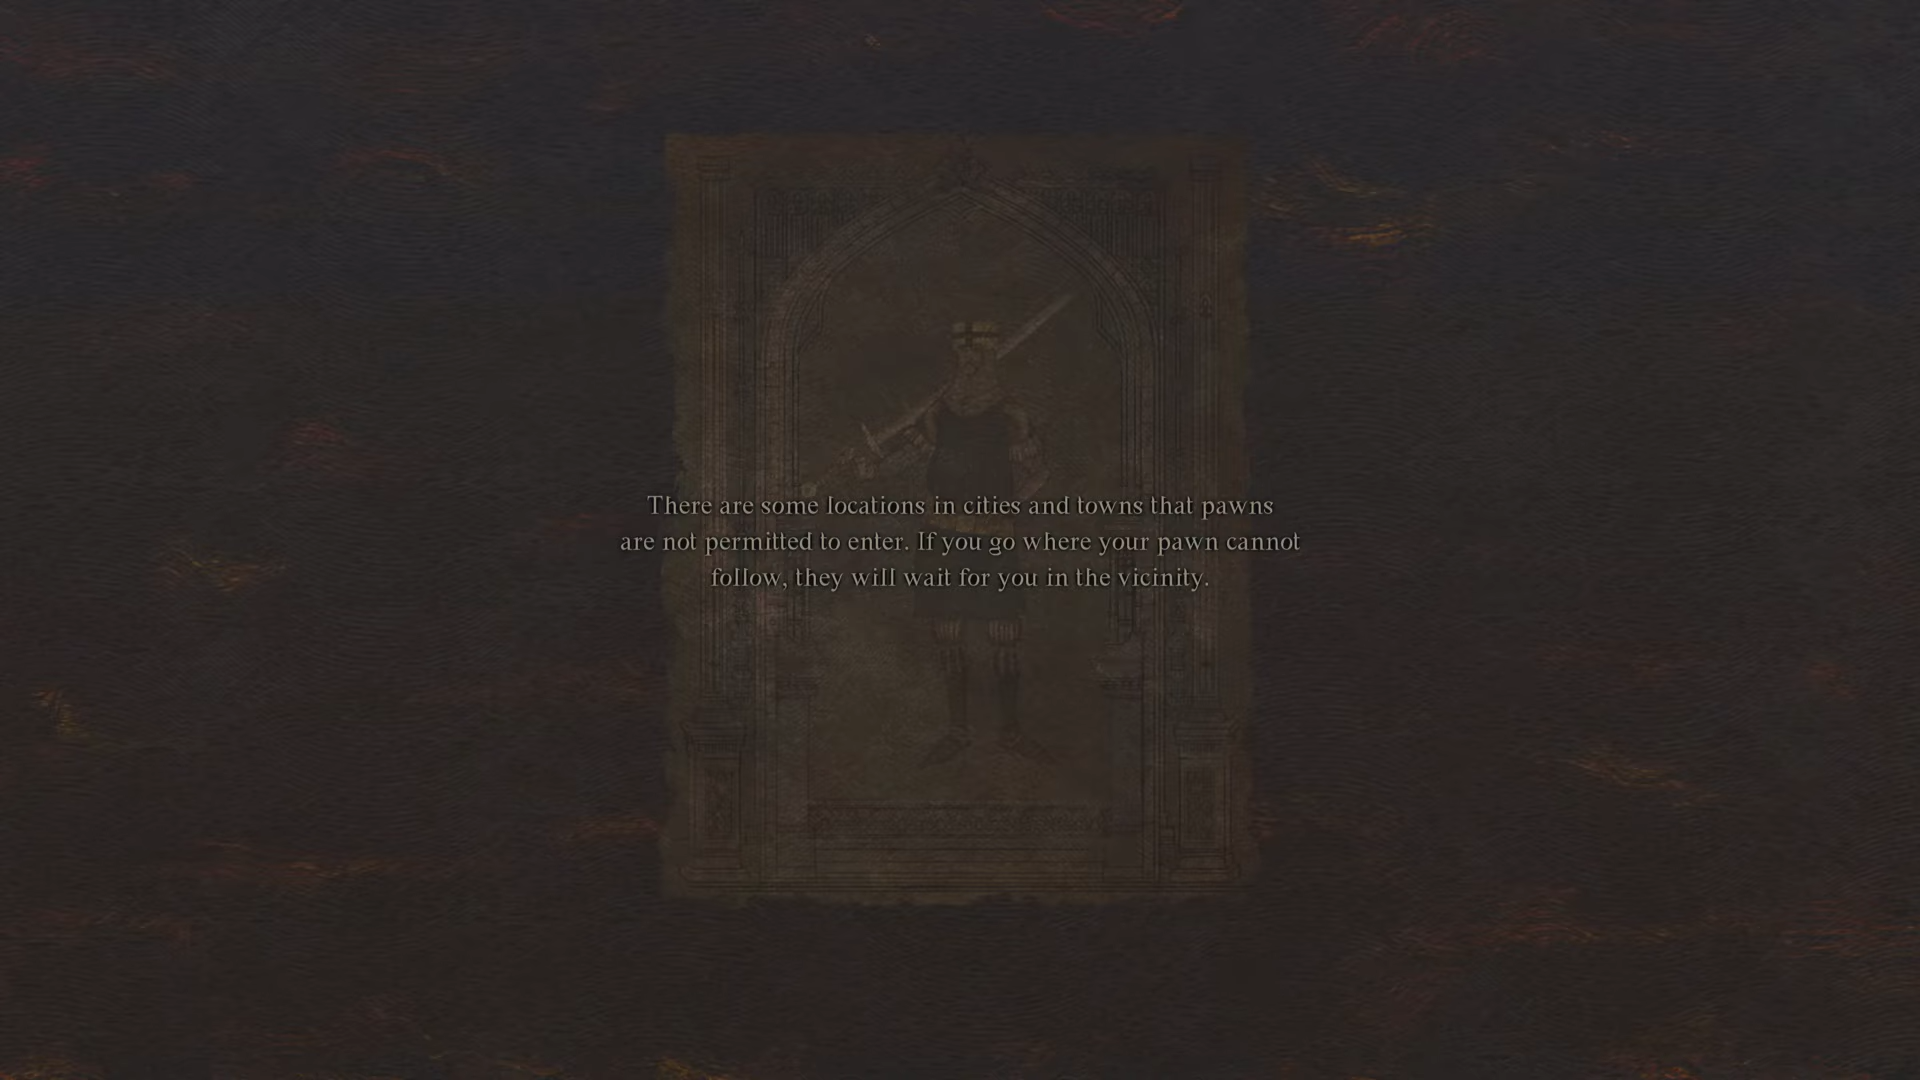 There are some locations in cities and towns that pawns
are not permitted to enter. If you go where your pawn cannot
follow, they will wait for you in the vicinity.